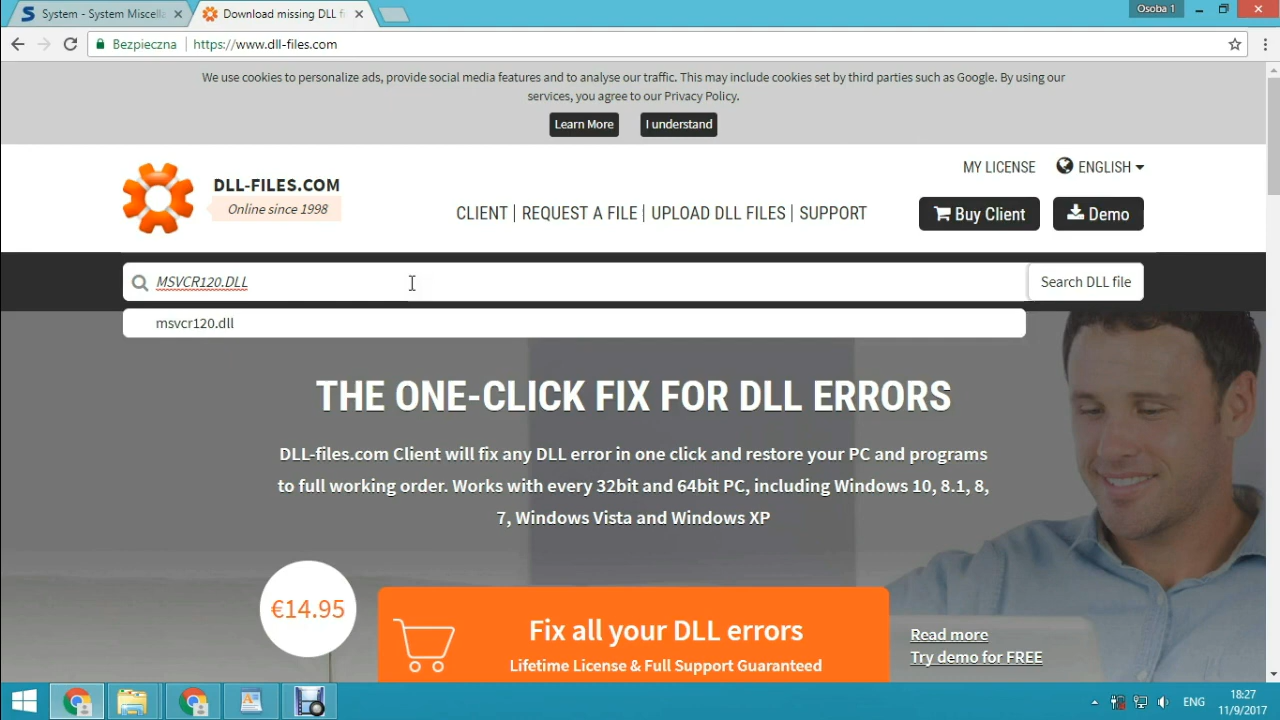 System - System Miscella
Download missing DLL fi
Osoba 1
Bezpieczna
https://www.dll-files.com
We use cookies to personalize ads, provide social media features and to analyse our traffic. This may include cookies set by third parties such as Google. By using our
services, you agree to our Privacy Policy.
Learn More
I understand
MY LICENSE
ENGLISH
DLL-FILES.COM
Online since 1998
CLIENT | REQUEST A FILE | UPLOAD DLL FILES | SUPPORT
Buy Client
Demo
MSVCR120.DLL
Search DLL file
msvcr120.dll
THE ONE-CLICK FIX FOR DLL ERRORS
DLL-files.com Client will fix any DLL error in one click and restore your PC and programs
to full working order. Works with every 32bit and 64bit PC, including Windows 10, 8.1, 8,
7, Windows Vista and Windows XP
€14.95
Fix all your DLL errors
Lifetime License & Full Support Guaranteed
Read more
Try demo for FREE
ENG
18:27
11/9/2017